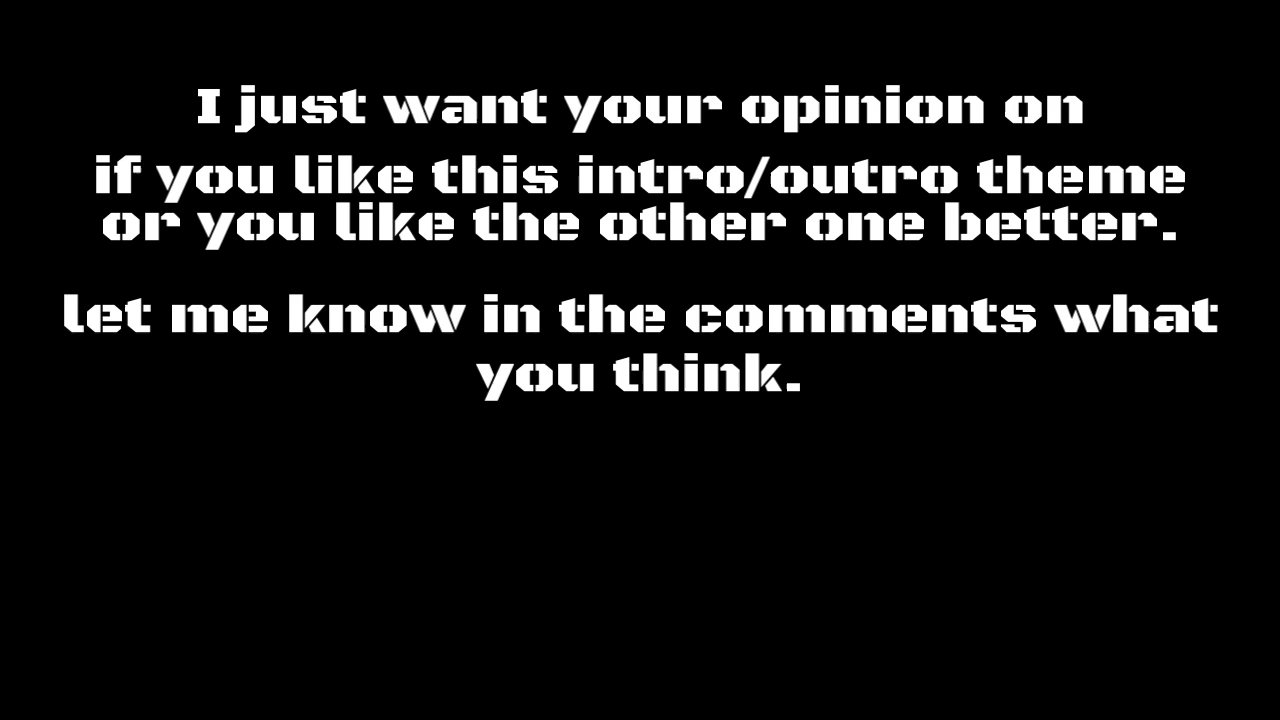 I just want your opinion on
if you like this intro/outro theme
or you like the other one better.
let me know in the comments what
you think.